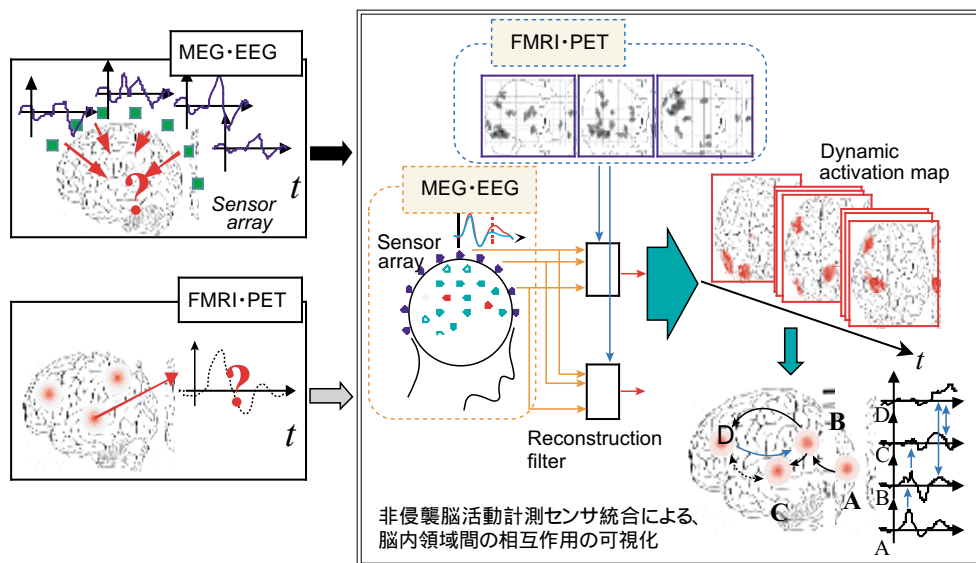 MEG・EEG
t
Sensor
array
FMRI・PET
t
FMRI・PET
MEG・EEG
Sensor
array
Reconstruction
filter
Dynamic
activation map
t
D
B
A
C
D
C
B
A
非侵襲脳活動計測センサ統合による、
脳内領域間の相互作用の可視化
?
?